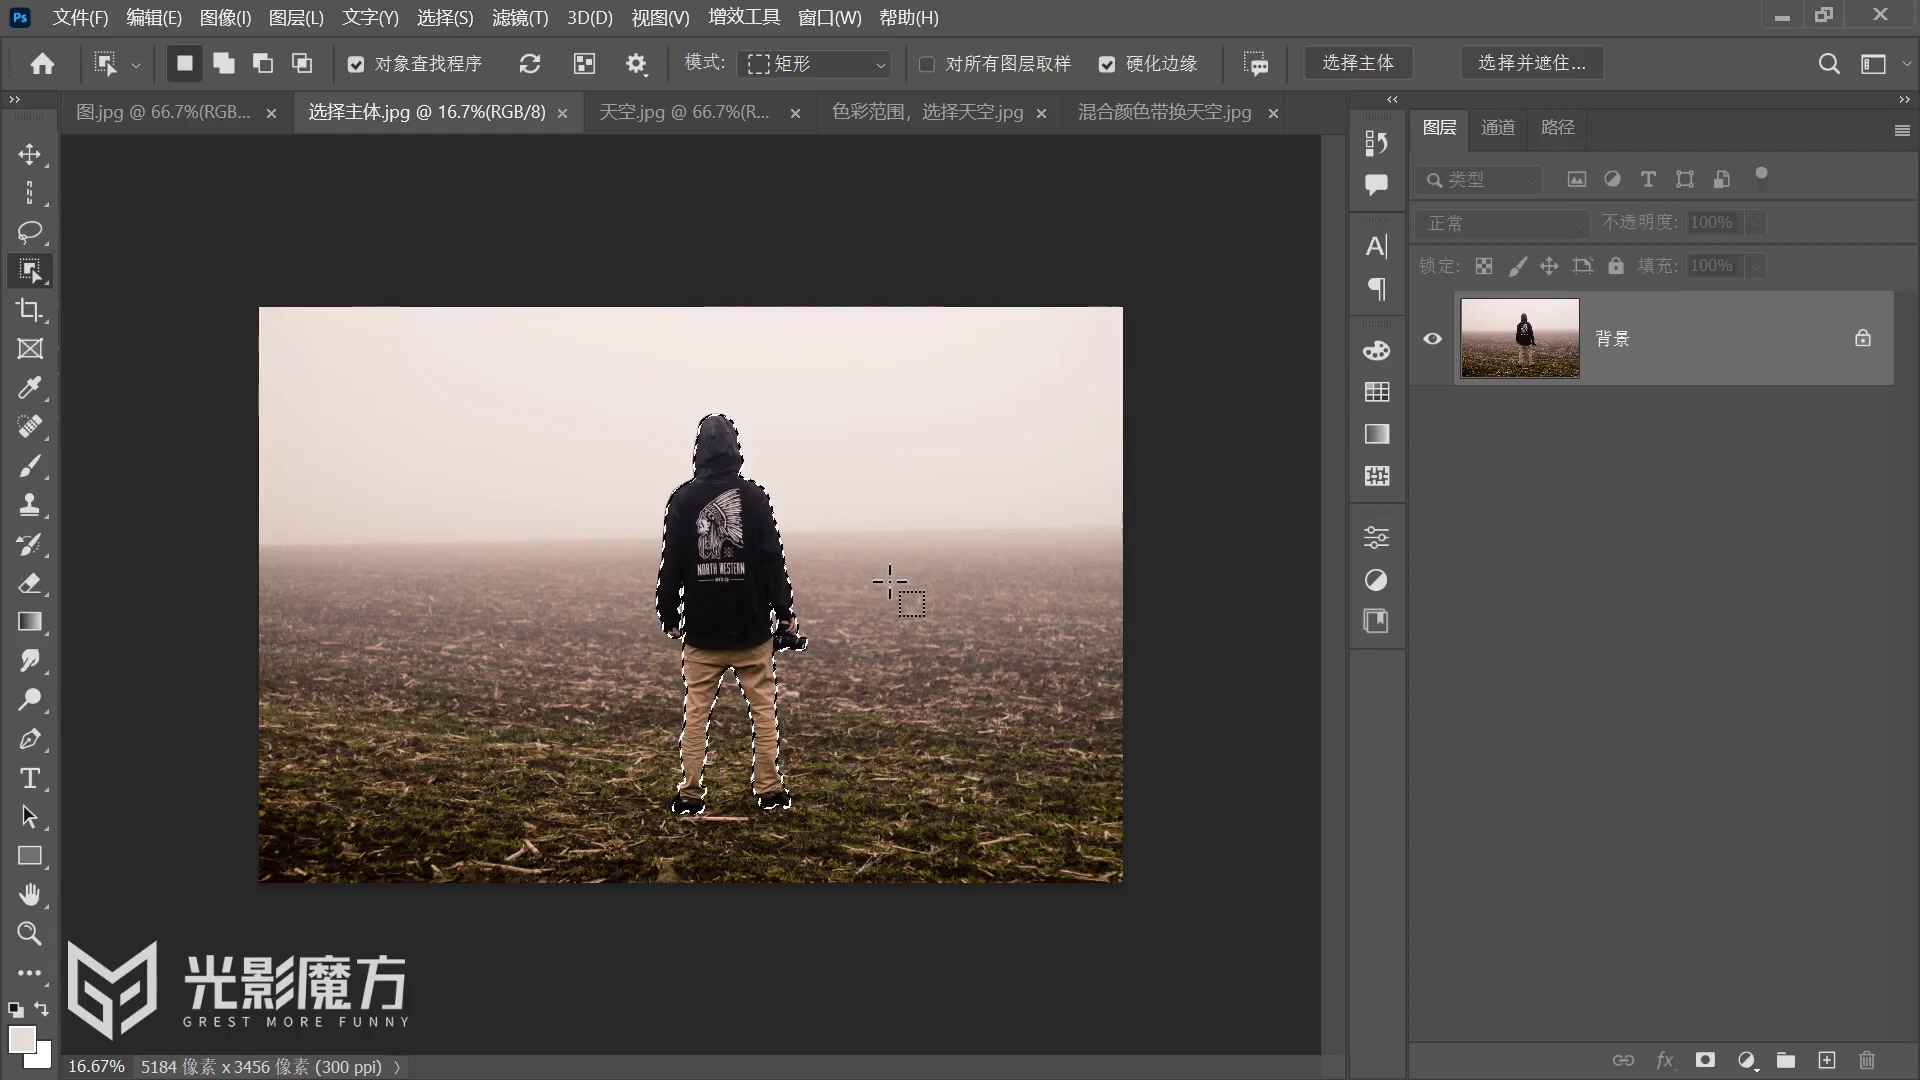 Ps 文件(F) 编辑(E) 图像(I) 图层(L) 文字(Y) 选择(S) 滤镜(T) 3D(D) 视图(V) 增效工具 窗口(W) 帮助(H)
对象查找程序 模式: 矩形 对所有图层取样 硬化边缘 选择主体 选择并遮住...
图.jpg @ 66.7%(RGB... 选择主体.jpg @ 16.7%(RGB/8) 天空.jpg @ 66.7%(R... 色彩范围，选择天空.jpg 混合颜色带换天空.jpg
图层 通道 路径
类型
正常 不透明度: 100%
锁定: 填充: 100%
背景
NORTH WESTERN
光影魔方
GREST MORE FUNNY
16.67% 5184 像素 x 3456 像素 (300 ppi)
fx